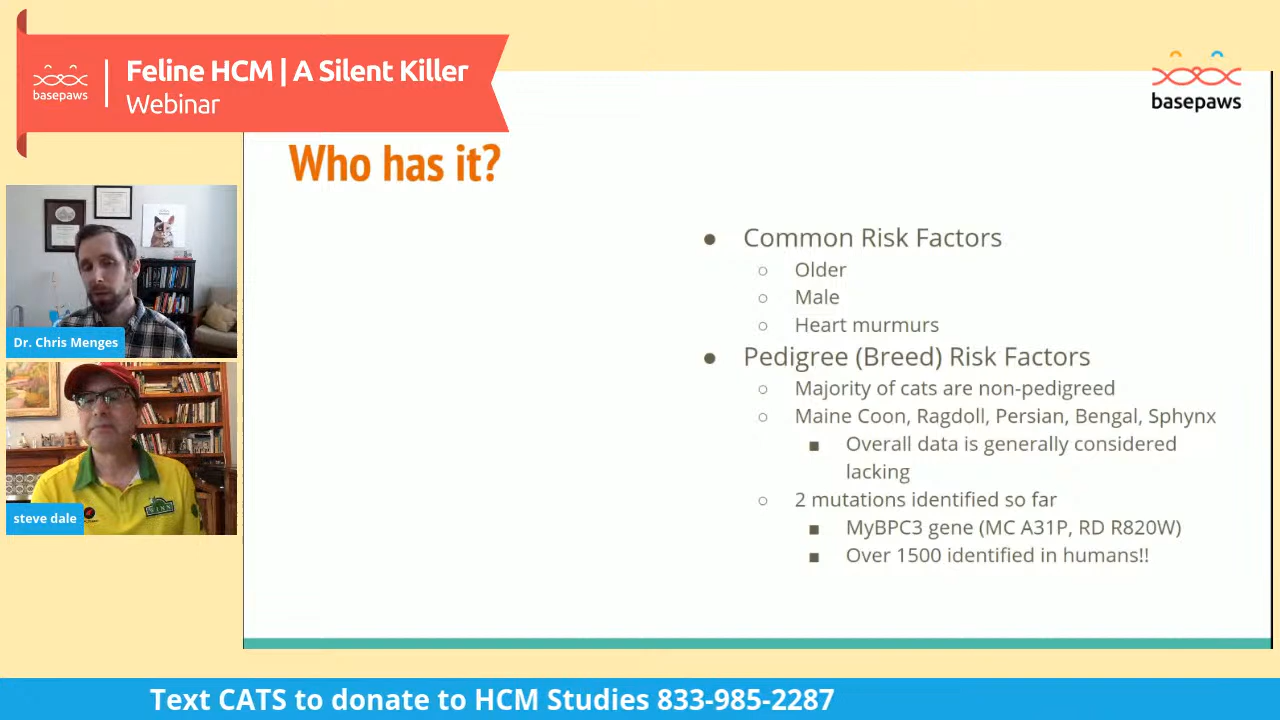 Feline HCM | A Silent Killer
Webinar
basepaws
basepaws
Who has it?
● Common Risk Factors
○ Older
○ Male
○ Heart murmurs
● Pedigree (Breed) Risk Factors
○ Majority of cats are non-pedigreed
○ Maine Coon, Ragdoll, Persian, Bengal, Sphynx
■ Overall data is generally considered
lacking
○ 2 mutations identified so far
■ MyBPC3 gene (MC A31P, RD R820W)
■ Over 1500 identified in humans!!
Dr. Chris Menges
WINN
steve dale
Text CATS to donate to HCM Studies 833-985-2287